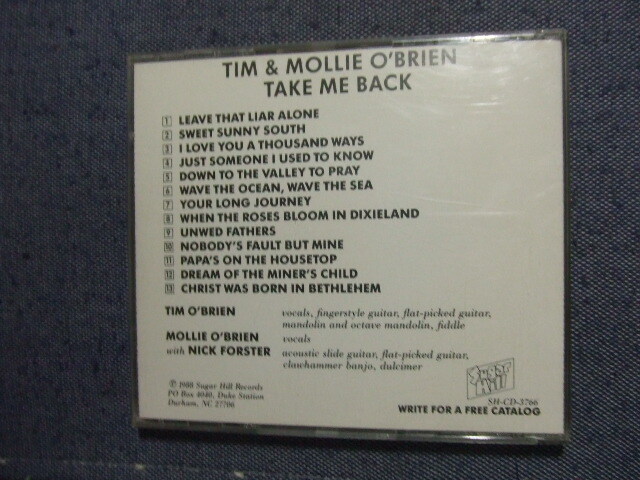 TIM & MOLLIE O'BRIEN
TAKE ME BACK
1 LEAVE THAT LIAR ALONE
2 SWEET SUNNY SOUTH
3 I LOVE YOU A THOUSAND WAYS
4 JUST SOMEONE I USED TO KNOW
5 DOWN TO THE VALLEY TO PRAY
6 WAVE THE OCEAN, WAVE THE SEA
7 YOUR LONG JOURNEY
8 WHEN THE ROSES BLOOM IN DIXIELAND
9 UNWED FATHERS
10 NOBODY'S FAULT BUT MINE
11 PAPA'S ON THE HOUSETOP
12 DREAM OF THE MINER'S CHILD
13 CHRIST WAS BORN IN BETHLEHEM
TIM O'BRIEN vocals, fingerstyle guitar, flat-picked guitar,
mandolin and octave mandolin, fiddle
MOLLIE O'BRIEN vocals
with NICK FORSTER acoustic slide guitar, flat-picked guitar,
clawhammer banjo, dulcimer
℗ 1988 Sugar Hill Records
PO Box 4040, Duke Station
Durham, NC 27706
SUGAR HILL
SH-CD-3766
WRITE FOR A FREE CATALOG